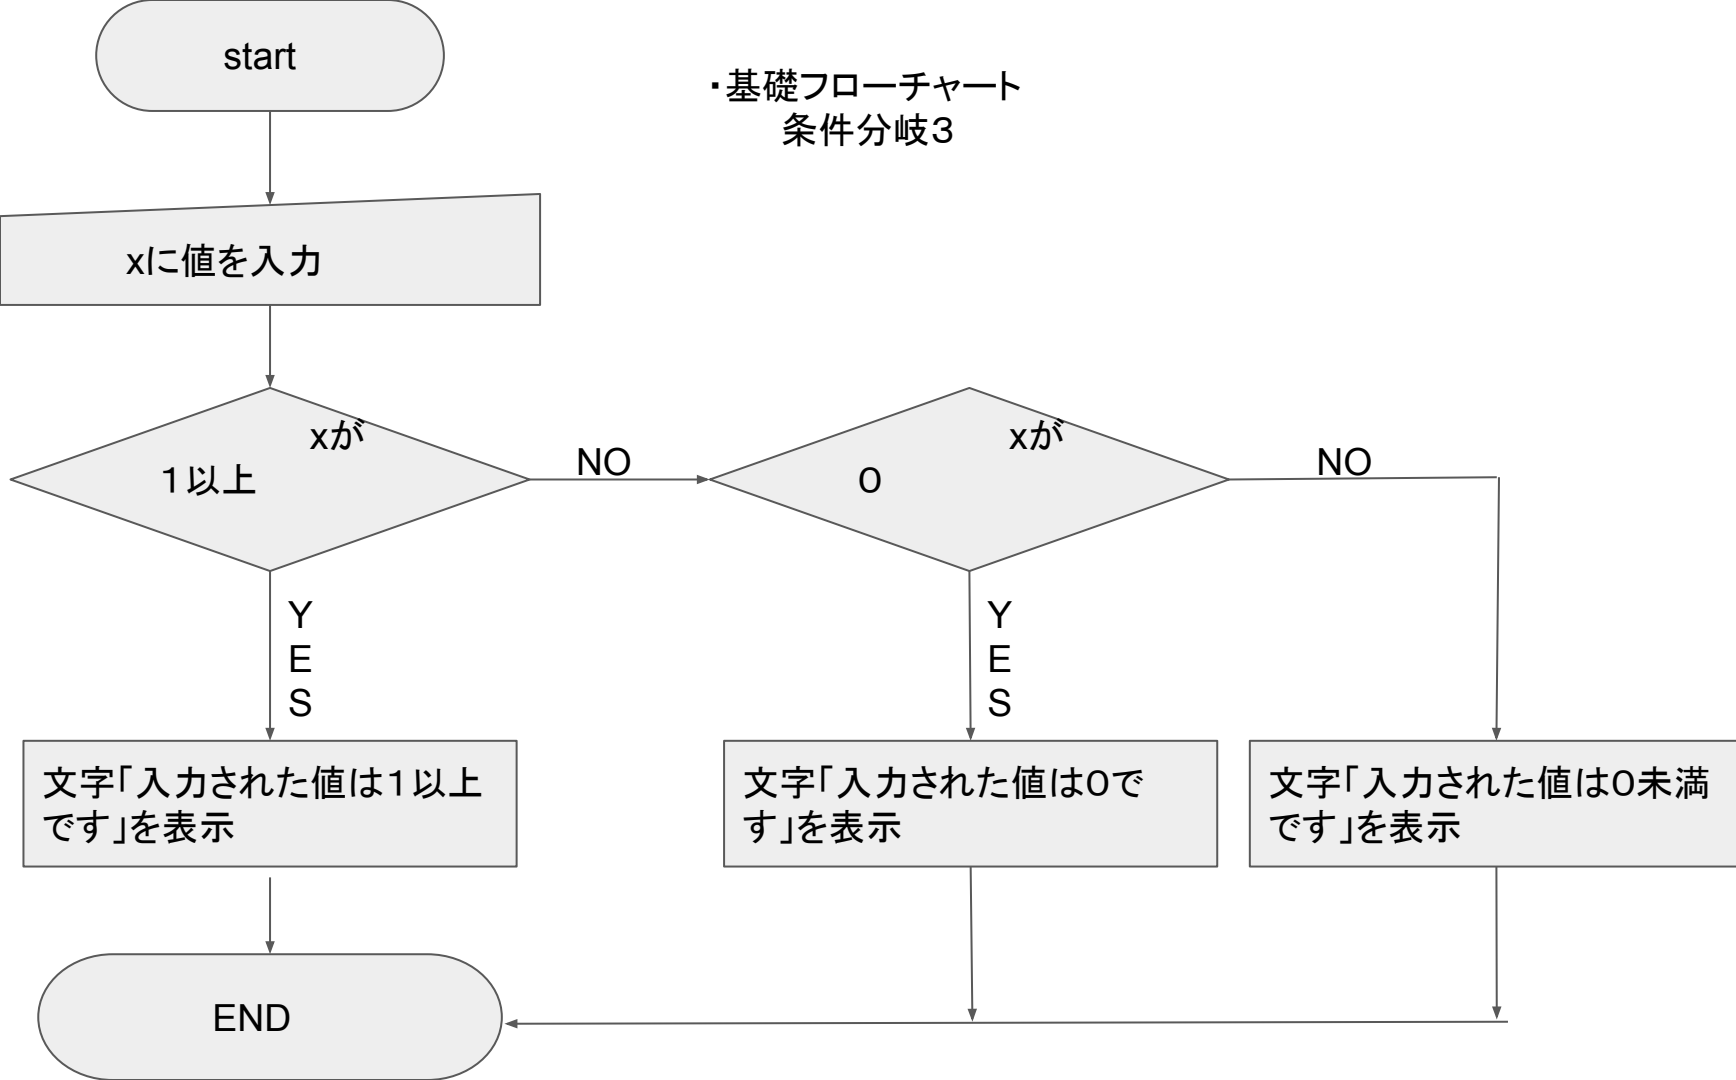 start
・基礎フローチャート
条件分岐３
xに値を入力
xが
１以上
NO
xが
０
NO
YES
YES
文字「入力された値は１以上
です」を表示
文字「入力された値は０で
す」を表示
文字「入力された値は０未満
です」を表示
END